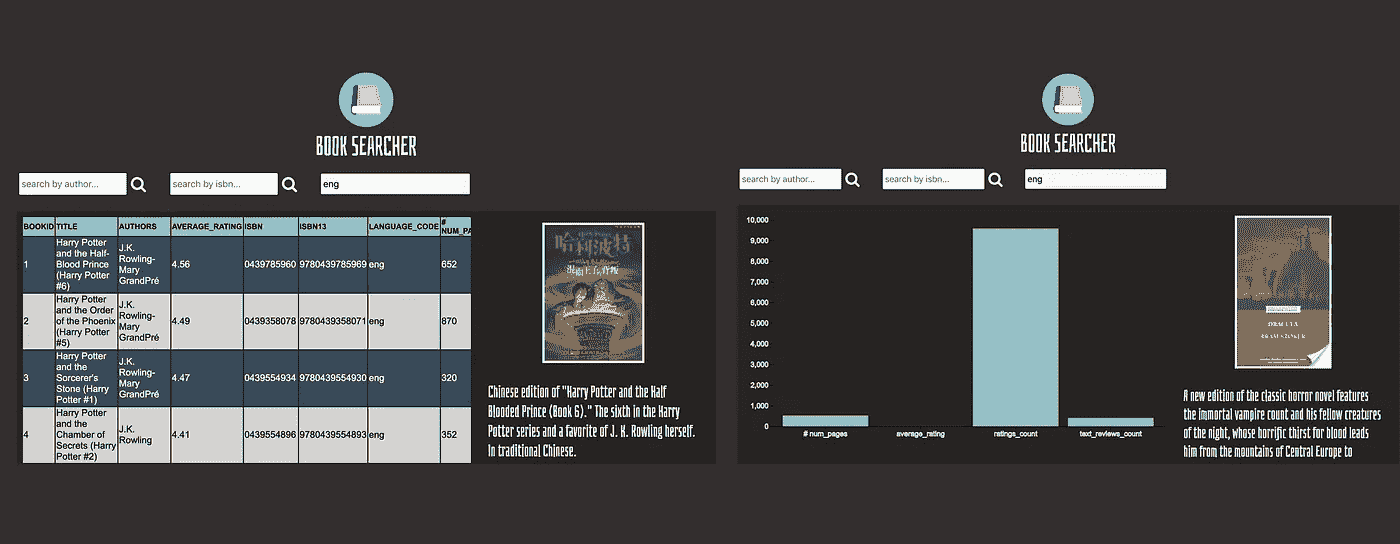 BOOK SEARCHER
search by author...
search by isbn...
eng
BOOKID TITLE AUTHORS AVERAGE_RATING ISBN ISBN13 LANGUAGE_CODE #
NUM_PA
1
Harry Potter
and the Half-
Blood Prince
(Harry Potter
#6)
J.K.
Rowling-
Mary
GrandPré
4.56
0439785960
9780439785969
eng
652
2
Harry Potter
and the Order
of the Phoenix
(Harry Potter
#5)
J.K.
Rowling-
Mary
GrandPré
4.49
0439358078
9780439358071
eng
870
3
Harry Potter
and the
Sorcerer's
Stone (Harry
Potter #1)
J.K.
Rowling-
Mary
GrandPré
4.47
0439554934
9780439554930
eng
320
4
Harry Potter
and the
Chamber of
Secrets (Harry
Potter #2)
J.K.
Rowling
4.41
0439554896
9780439554893
eng
352
哈利波特
Chinese edition of "Harry Potter and the Half
Blooded Prince (Book 6)." The sixth in the Harry
Potter series and a favorite of J. K. Rowling herself.
In traditional Chinese.
BOOK SEARCHER
search by author...
search by isbn...
eng
10,000
9,000
8,000
7,000
6,000
5,000
4,000
3,000
2,000
1,000
0
# num_pages
average_rating
ratings_count
text_reviews_count
DRACULA
BRAM STOKER
A new edition of the classic horror novel features
the immortal vampire count and his fellow creatures
of the night, whose horrific thirst for blood leads
him from the mountains of Central Europe to